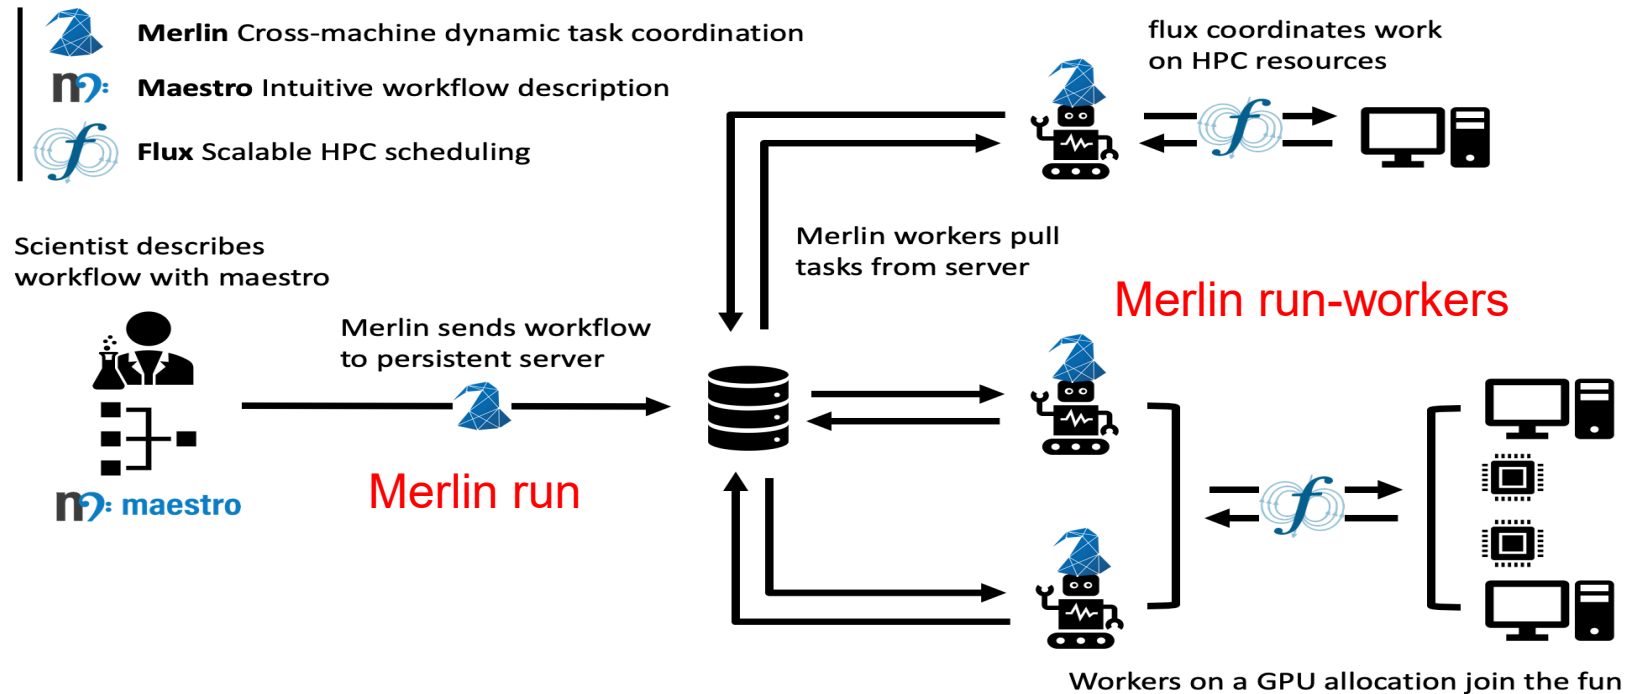 Merlin Cross-machine dynamic task coordination
Maestro Intuitive workflow description
Flux Scalable HPC scheduling
flux coordinates work
on HPC resources
Scientist describes
workflow with maestro
Merlin sends workflow
to persistent server
Merlin workers pull
tasks from server
Merlin run-workers
Merlin run
maestro
Workers on a GPU allocation join the fun